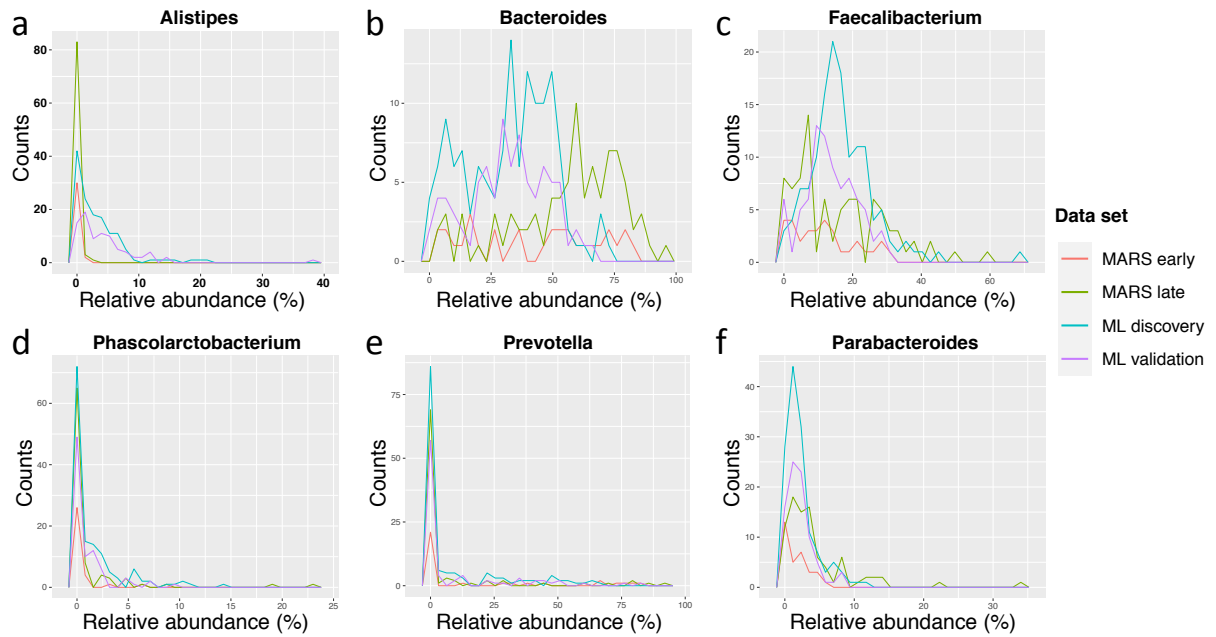 a
Alistipes
80
60
40
20
0
Counts
0 10 20 30 40
Relative abundance (%)
b
Bacteroides
10
5
0
Counts
0 25 50 75 100
Relative abundance (%)
c
Faecalibacterium
20
15
10
5
0
Counts
0 20 40 60
Relative abundance (%)
Data set
MARS early
MARS late
ML discovery
ML validation
d
Phascolarctobacterium
60
40
20
0
Counts
0 5 10 15 20 25
Relative abundance (%)
e
Prevotella
75
50
25
0
Counts
0 25 50 75 100
Relative abundance (%)
f
Parabacteroides
40
30
20
10
0
Counts
0 10 20 30
Relative abundance (%)